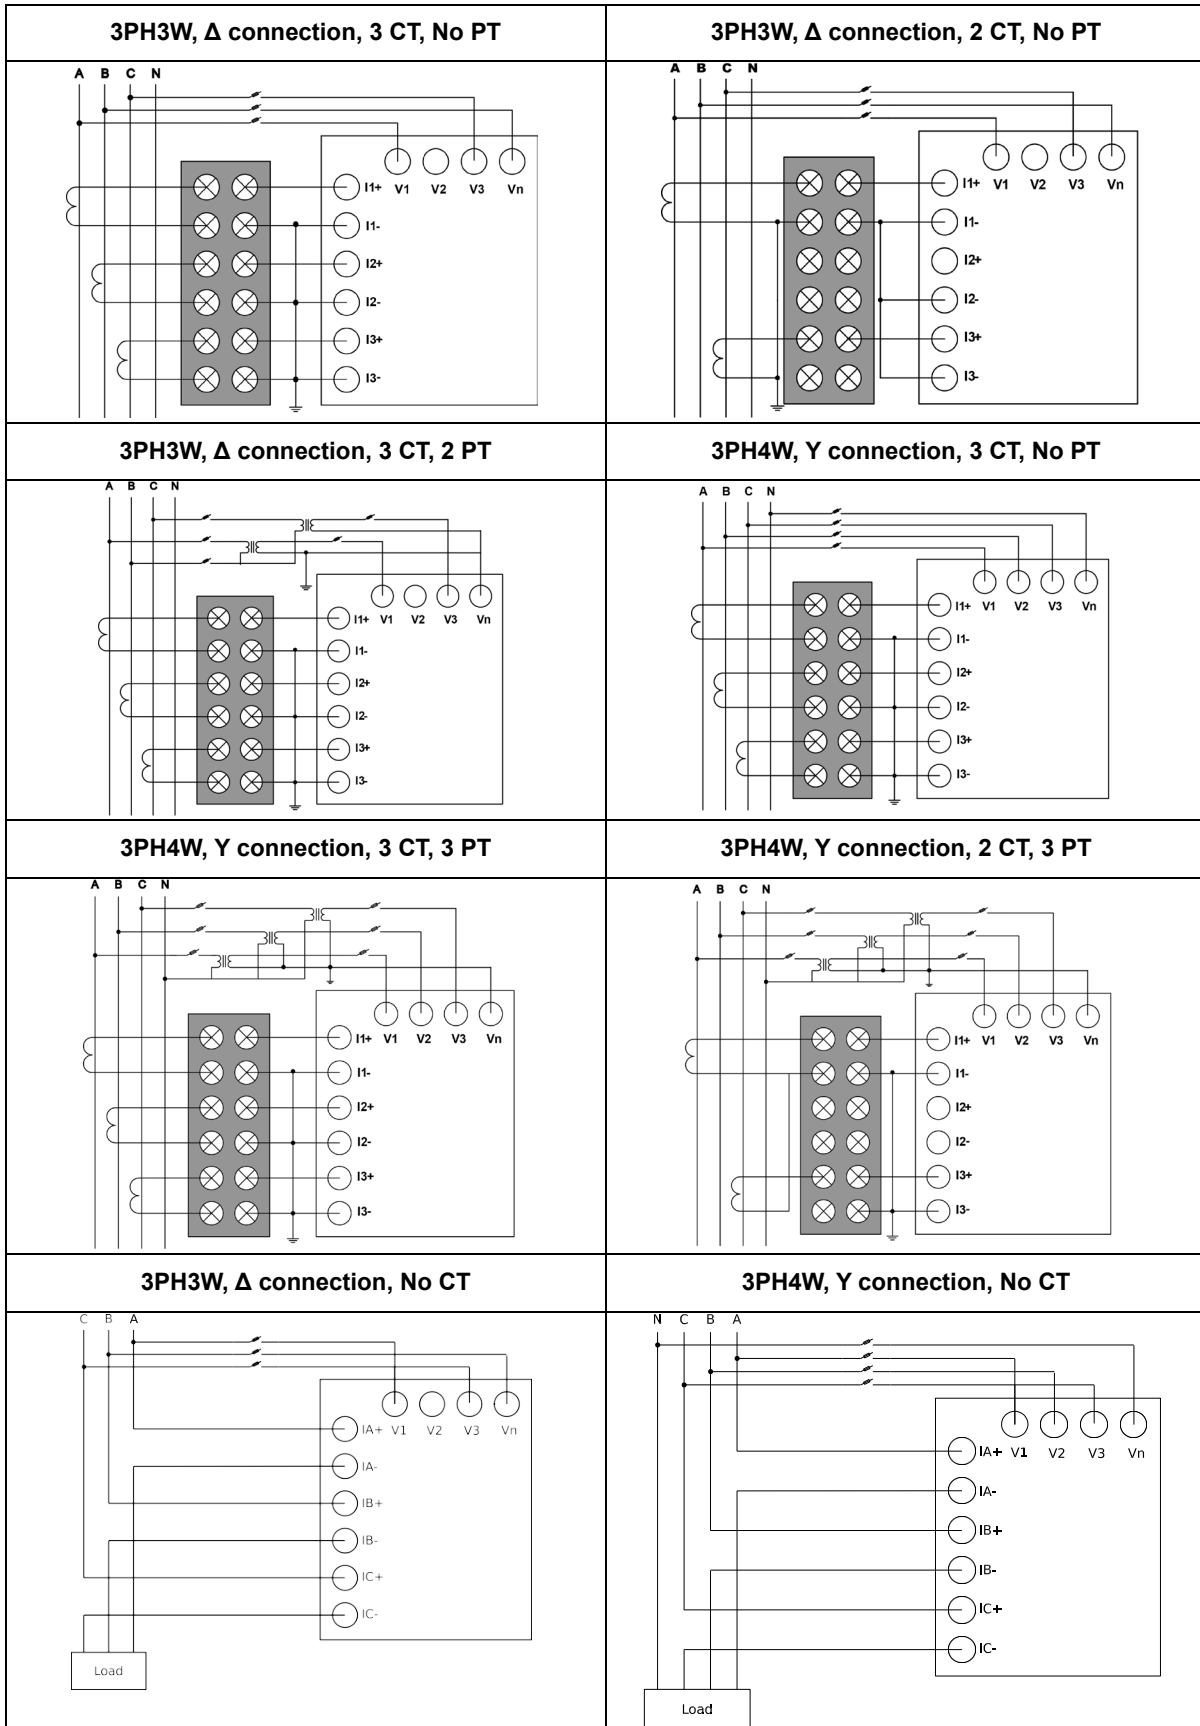 3PH3W, Δ connection, 3 CT, No PT
A B C N
V1 V2 V3 Vn
I1+
I1-
I2+
I2-
I3+
I3-
3PH3W, Δ connection, 2 CT, No PT
A B C N
V1 V2 V3 Vn
I1+
I1-
I2+
I2-
I3+
I3-
3PH3W, Δ connection, 3 CT, 2 PT
A B C N
V1 V2 V3 Vn
I1+
I1-
I2+
I2-
I3+
I3-
3PH4W, Y connection, 3 CT, No PT
A B C N
V1 V2 V3 Vn
I1+
I1-
I2+
I2-
I3+
I3-
3PH4W, Y connection, 3 CT, 3 PT
A B C N
I1+ V1 V2 V3 Vn
I1-
I2+
I2-
I3+
I3-
3PH4W, Y connection, 2 CT, 3 PT
A B C N
I1+ V1 V2 V3 Vn
I1-
I2+
I2-
I3+
I3-
3PH3W, Δ connection, No CT
C B A
IA+ V1 V2 V3 Vn
IA-
IB+
IB-
IC+
IC-
Load
3PH4W, Y connection, No CT
N C B A
IA+ V1 V2 V3 Vn
IA-
IB+
IB-
IC+
IC-
Load